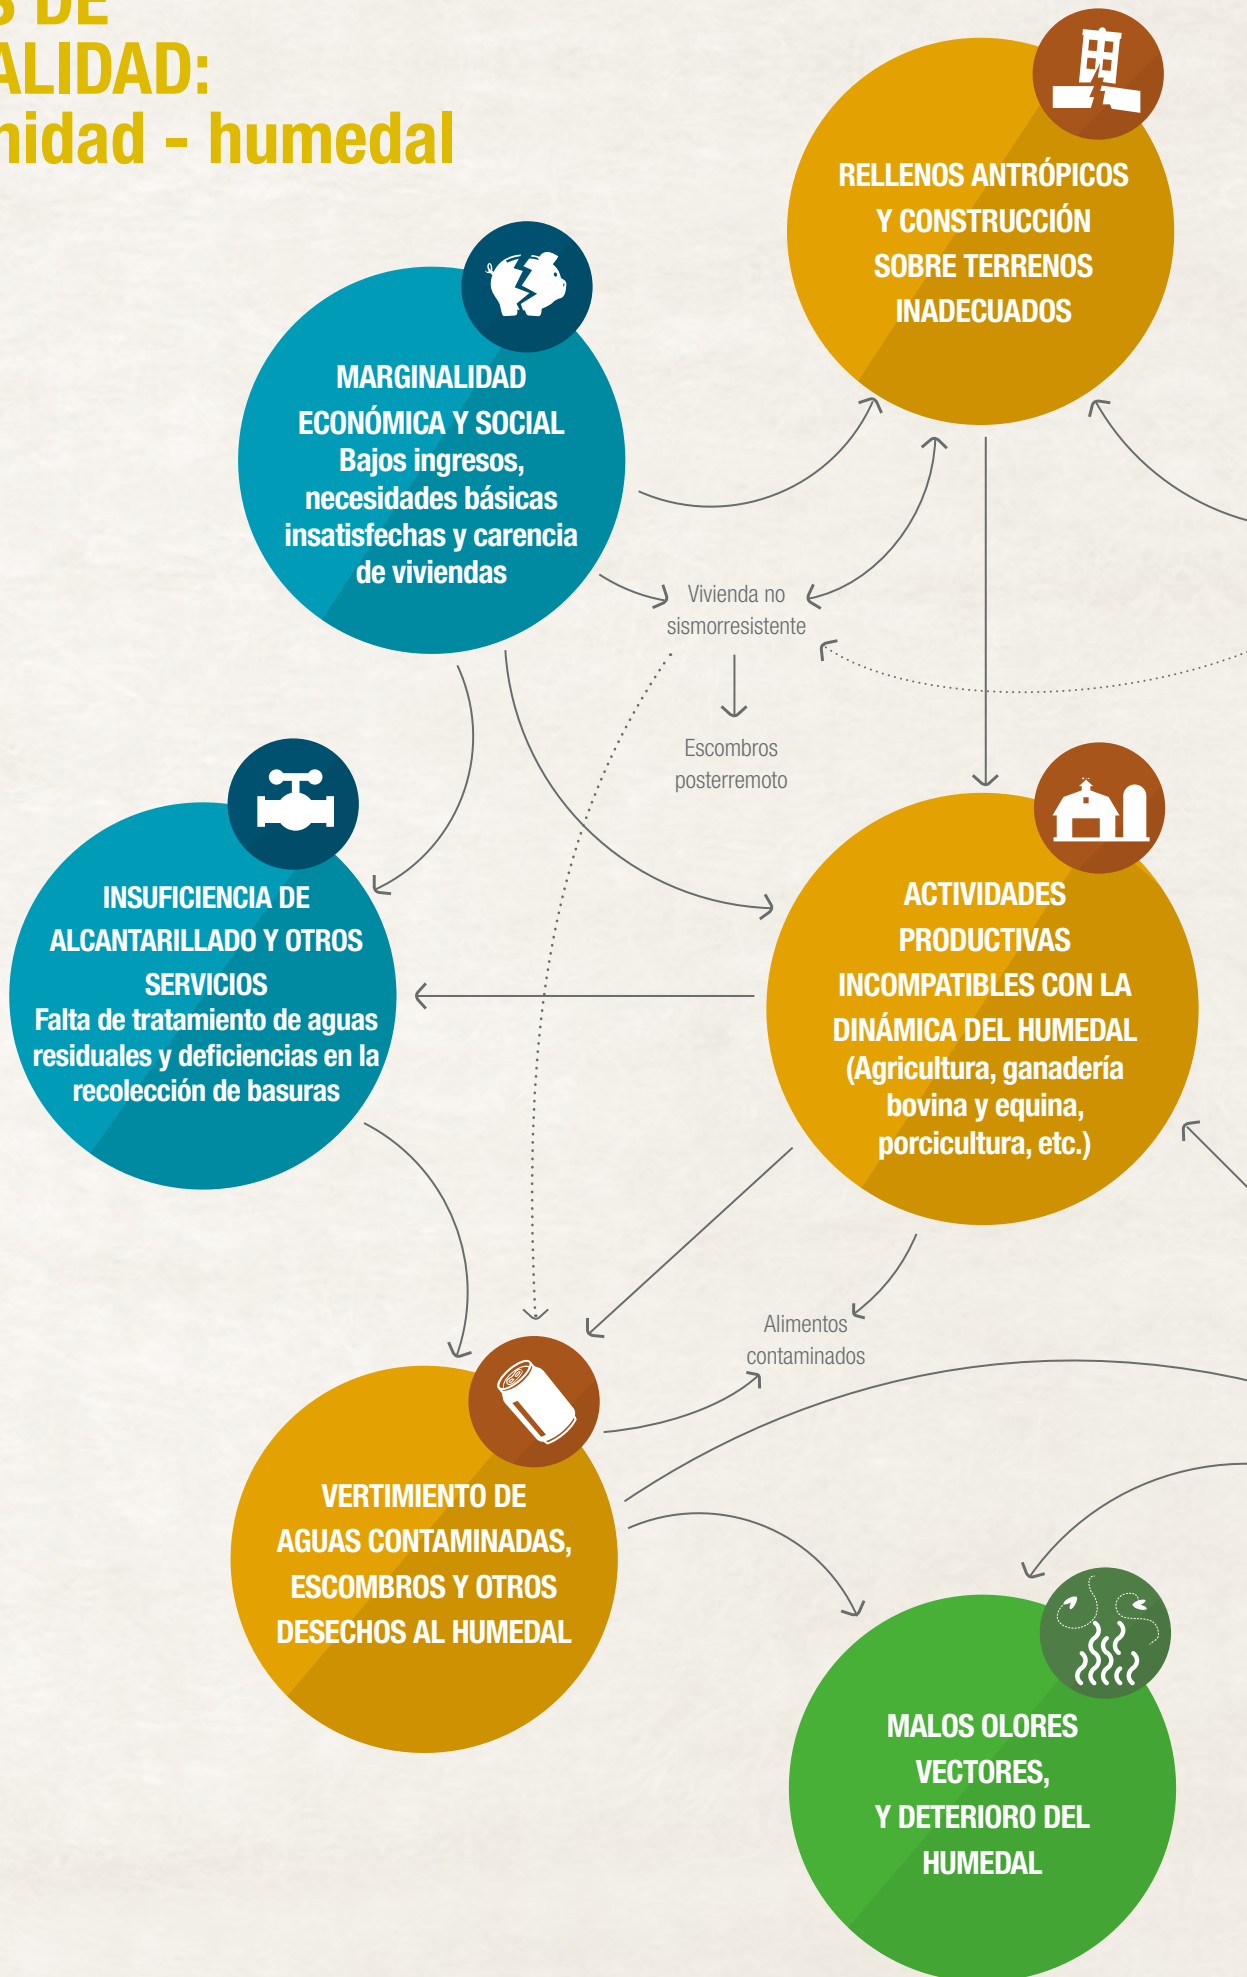 S DE
ALIDAD:
nidad - humedal
RELLENOS ANTRÓPICOS
Y CONSTRUCCIÓN
SOBRE TERRENOS
INADECUADOS
MARGINALIDAD
ECONÓMICA Y SOCIAL
Bajos ingresos,
necesidades básicas
insatisfechas y carencia
de viviendas
Vivienda no
sismorresistente
Escombros
posterremoto
INSUFICIENCIA DE
ALCANTARILLADO Y OTROS
SERVICIOS
Falta de tratamiento de aguas
residuales y deficiencias en la
recolección de basuras
ACTIVIDADES
PRODUCTIVAS
INCOMPATIBLES CON LA
DINÁMICA DEL HUMEDAL
(Agricultura, ganadería
bovina y equina,
porcicultura, etc.)
Alimentos
contaminados
VERTIMIENTO DE
AGUAS CONTAMINADAS,
ESCOMBROS Y OTROS
DESECHOS AL HUMEDAL
MALOS OLORES
VECTORES,
Y DETERIORO DEL
HUMEDAL